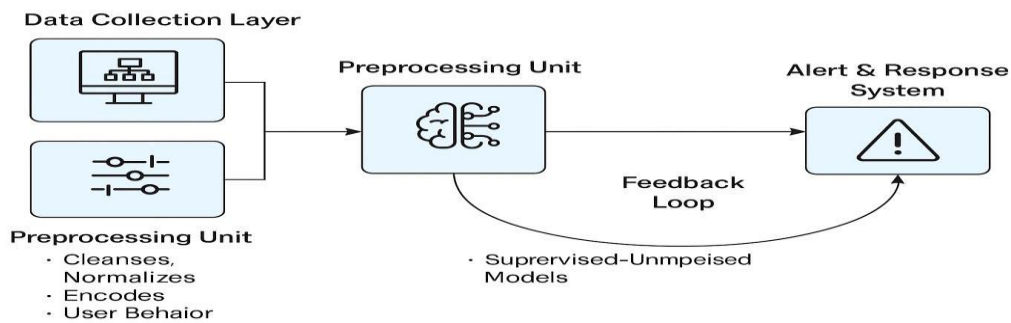 Data Collection Layer
Preprocessing Unit
Alert & Response
System
Feedback
Loop
Preprocessing Unit
· Cleanses,
Normalizes
· Encodes
· User Behaior
· Suprervised-Unmpeised
Models